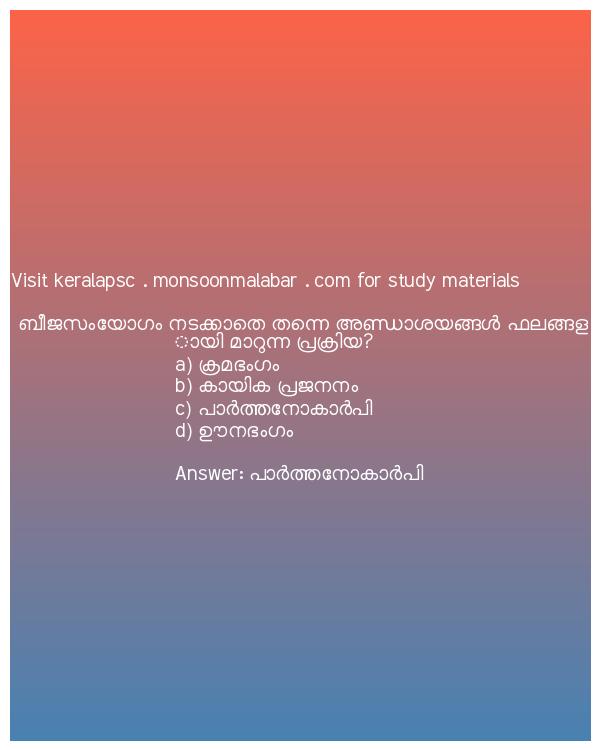 Visit keralapsc . monsoonmalabar . com for study materials
ബീജസംയോഗം നടക്കാതെ തന്നെ അണ്ഡാശയങ്ങൾ ഫലങ്ങള
ായി മാറുന്ന പ്രക്രിയ?
a) ക്രമഭംഗം
b) കായിക പ്രജനനം
c) പാർത്തനോകാർപി
d) ഊനഭംഗം
Answer: പാർത്തനോകാർപി